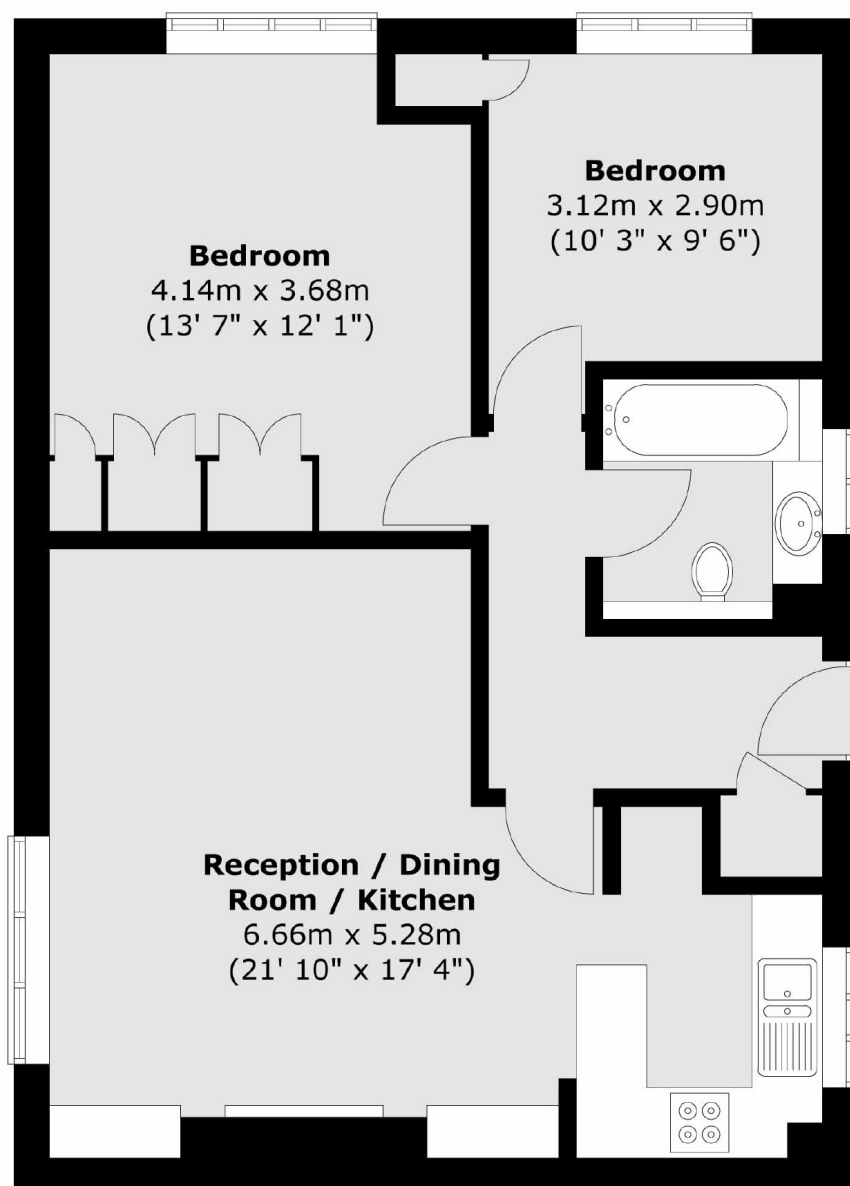 Bedroom
3.12m x 2.90m
(10' 3" x 9' 6")
Bedroom
4.14m x 3.68m
(13' 7" x 12' 1")
Reception / Dining
Room / Kitchen
6.66m x 5.28m
(21' 10" x 17' 4")